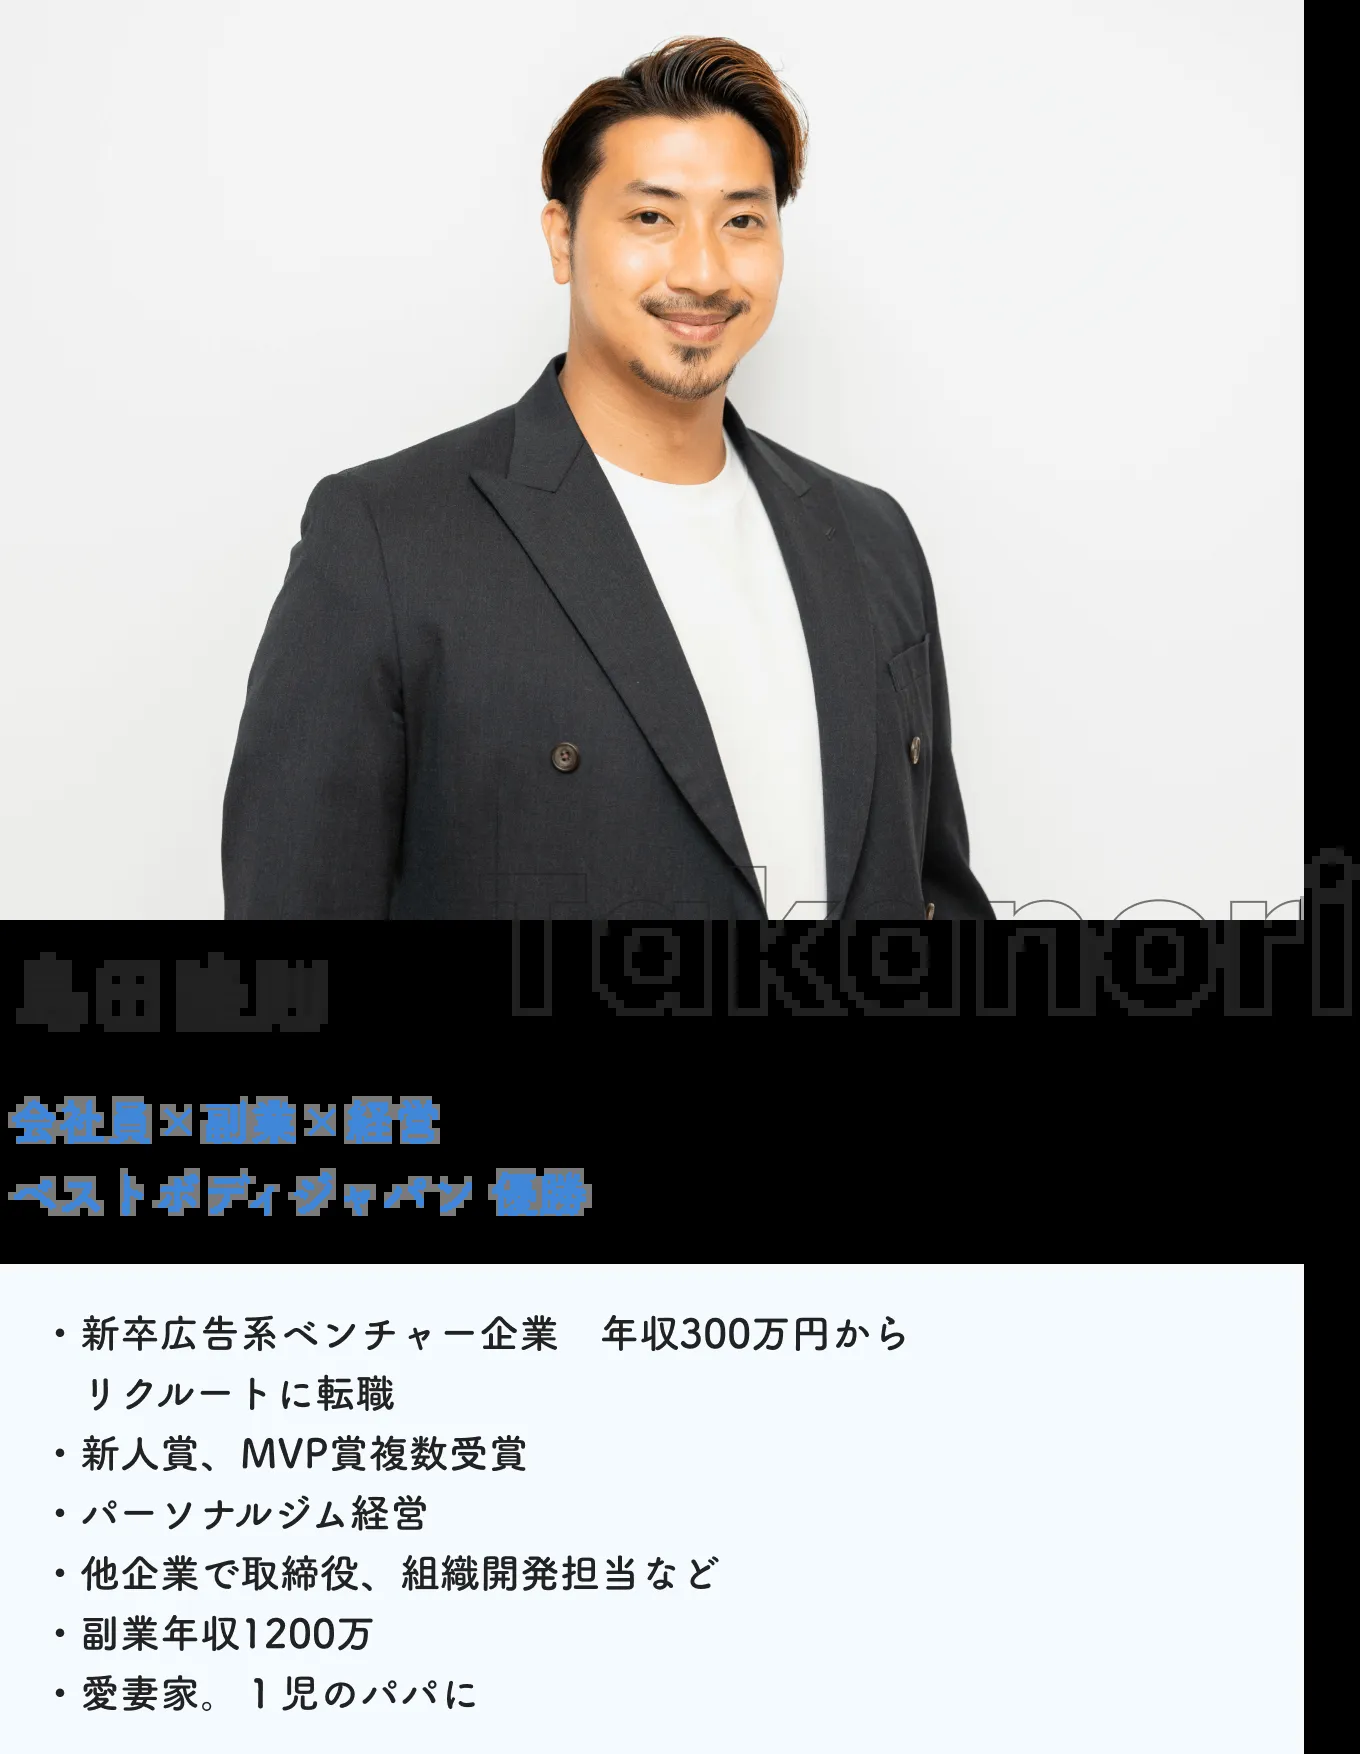 Takanori
会社員×副業×経営
ベストボディジャパン 優勝
・新卒広告系ベンチャー企業　年収300万円から
リクルートに転職
・新人賞、MVP賞複数受賞
・パーソナルジム経営
・他企業で取締役、組織開発担当など
・副業年収1200万
・愛妻家。１児のパパに